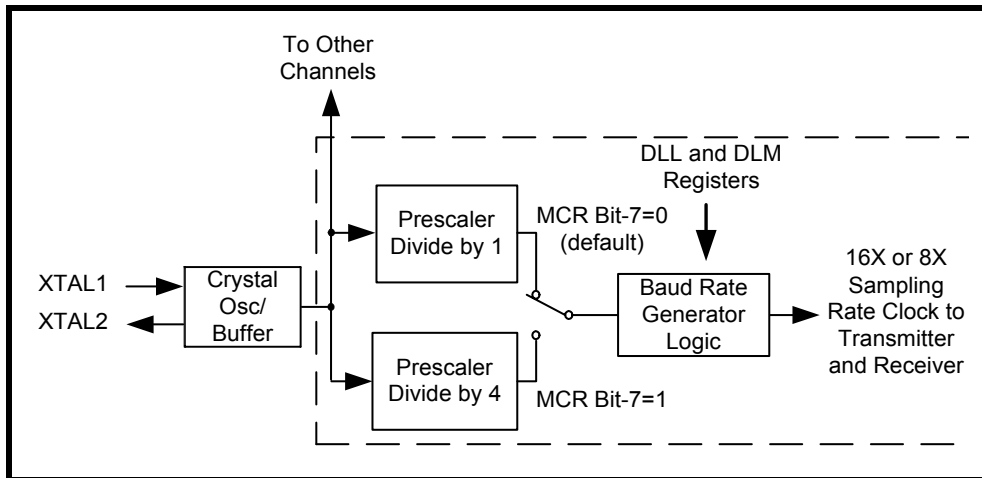 To Other
Channels
DLL and DLM
Registers
Prescaler
Divide by 1
MCR Bit-7=0
(default)
16X or 8X
Sampling
Rate Clock to
Transmitter
and Receiver
XTAL1
XTAL2
Crystal
Osc/
Buffer
Baud Rate
Generator
Logic
Prescaler
Divide by 4
MCR Bit-7=1